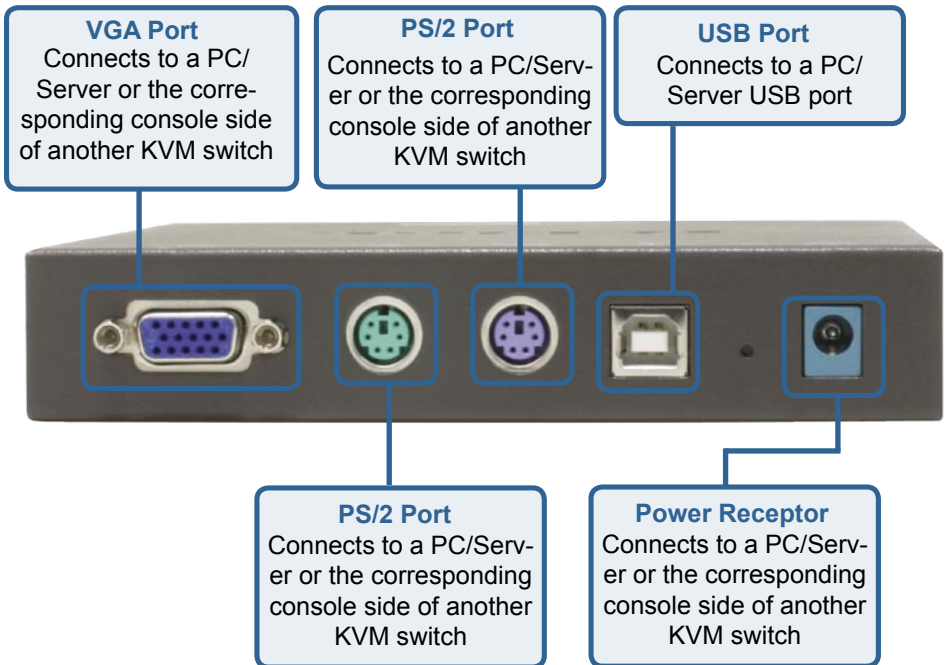 VGA Port
Connects to a PC/
Server or the corre-
sponding console side
of another KVM switch
PS/2 Port
Connects to a PC/Serv-
er or the corresponding
console side of another
KVM switch
USB Port
Connects to a PC/
Server USB port
PS/2 Port
Connects to a PC/Serv-
er or the corresponding
console side of another
KVM switch
Power Receptor
Connects to a PC/Serv-
er or the corresponding
console side of another
KVM switch